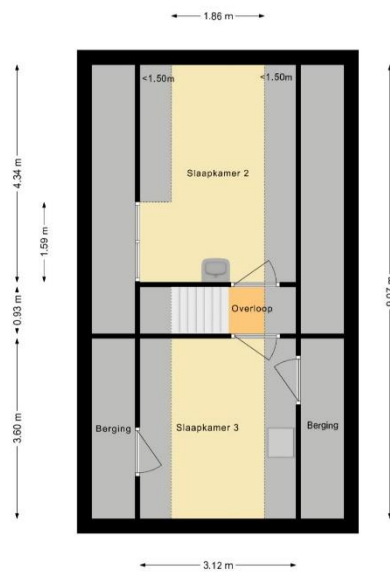 1.86 m
<1.50m
<1.50m
4.34 m
Slaapkamer 2
1.59 m
0.93 m
Overloop
3.60 m
Berging
Slaapkamer 3
Berging
3.12 m